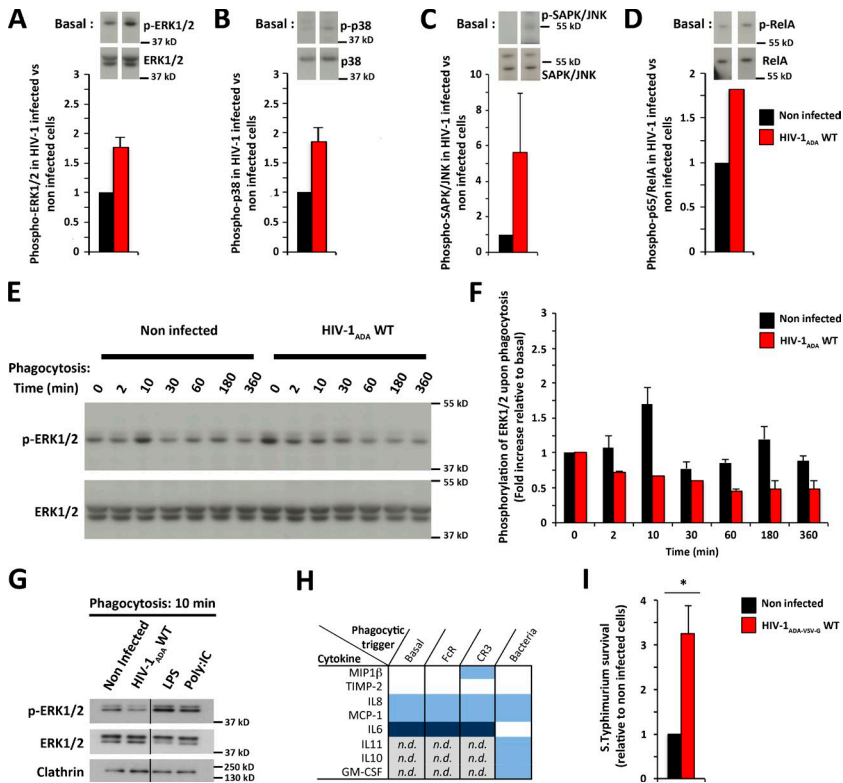 A
Basal :
p-ERK1/2
37 kD
ERK1/2
37 kD
Phospho-ERK1/2 in HIV-1 infected vs
non infected cells
3
2.5
2
1.5
1
0.5
0
B
Basal :
p-p38
37 kD
p38
37 kD
Phospho-p38 in HIV-1 infected vs
non infected cells
3
2.5
2
1.5
1
0.5
0
C
Basal :
p-SAPK/JNK
55 kD
55 kD
SAPK/JNK
Phospho-SAPK/JNK in HIV-1 infected vs
non infected cells
10
8
6
4
2
0
D
Basal :
p-RelA
55 kD
RelA
55 kD
Phospho-p65/RelA in HIV-1 infected vs
non infected cells
2
1.5
1
0.5
0
Non infected
HIV-1ADA WT
E
Non infected
HIV-1ADA WT
Phagocytosis:
Time (min)
0 2 10 30 60 180 360 0 2 10 30 60 180 360
55 kD
p-ERK1/2
37 kD
55 kD
ERK1/2
37 kD
F
Phosphorylation of ERK1/2 upon phagocytosis
(Fold increase relative to basal)
3
2.5
2
1.5
1
0.5
0
0 2 10 30 60 180 360
Time (min)
Non infected
HIV-1ADA WT
G
Phagocytosis: 10 min
Non Infected
HIV-1ADA WT
LPS
Poly:IC
p-ERK1/2
37 kD
ERK1/2
37 kD
Clathrin
250 kD
130 kD
H
Phagocytic
trigger
Cytokine
Basal
FcR
CR3
Bacteria
MIP1β
TIMP-2
IL8
MCP-1
IL6
IL11 n.d. n.d. n.d.
IL10 n.d. n.d. n.d.
GM-CSF n.d. n.d. n.d.
I
S.Typhimurium survival
(relative to non infected cells)
5
4
3
2
1
0
*
Non infected
HIV-1ADA-VSV-G WT